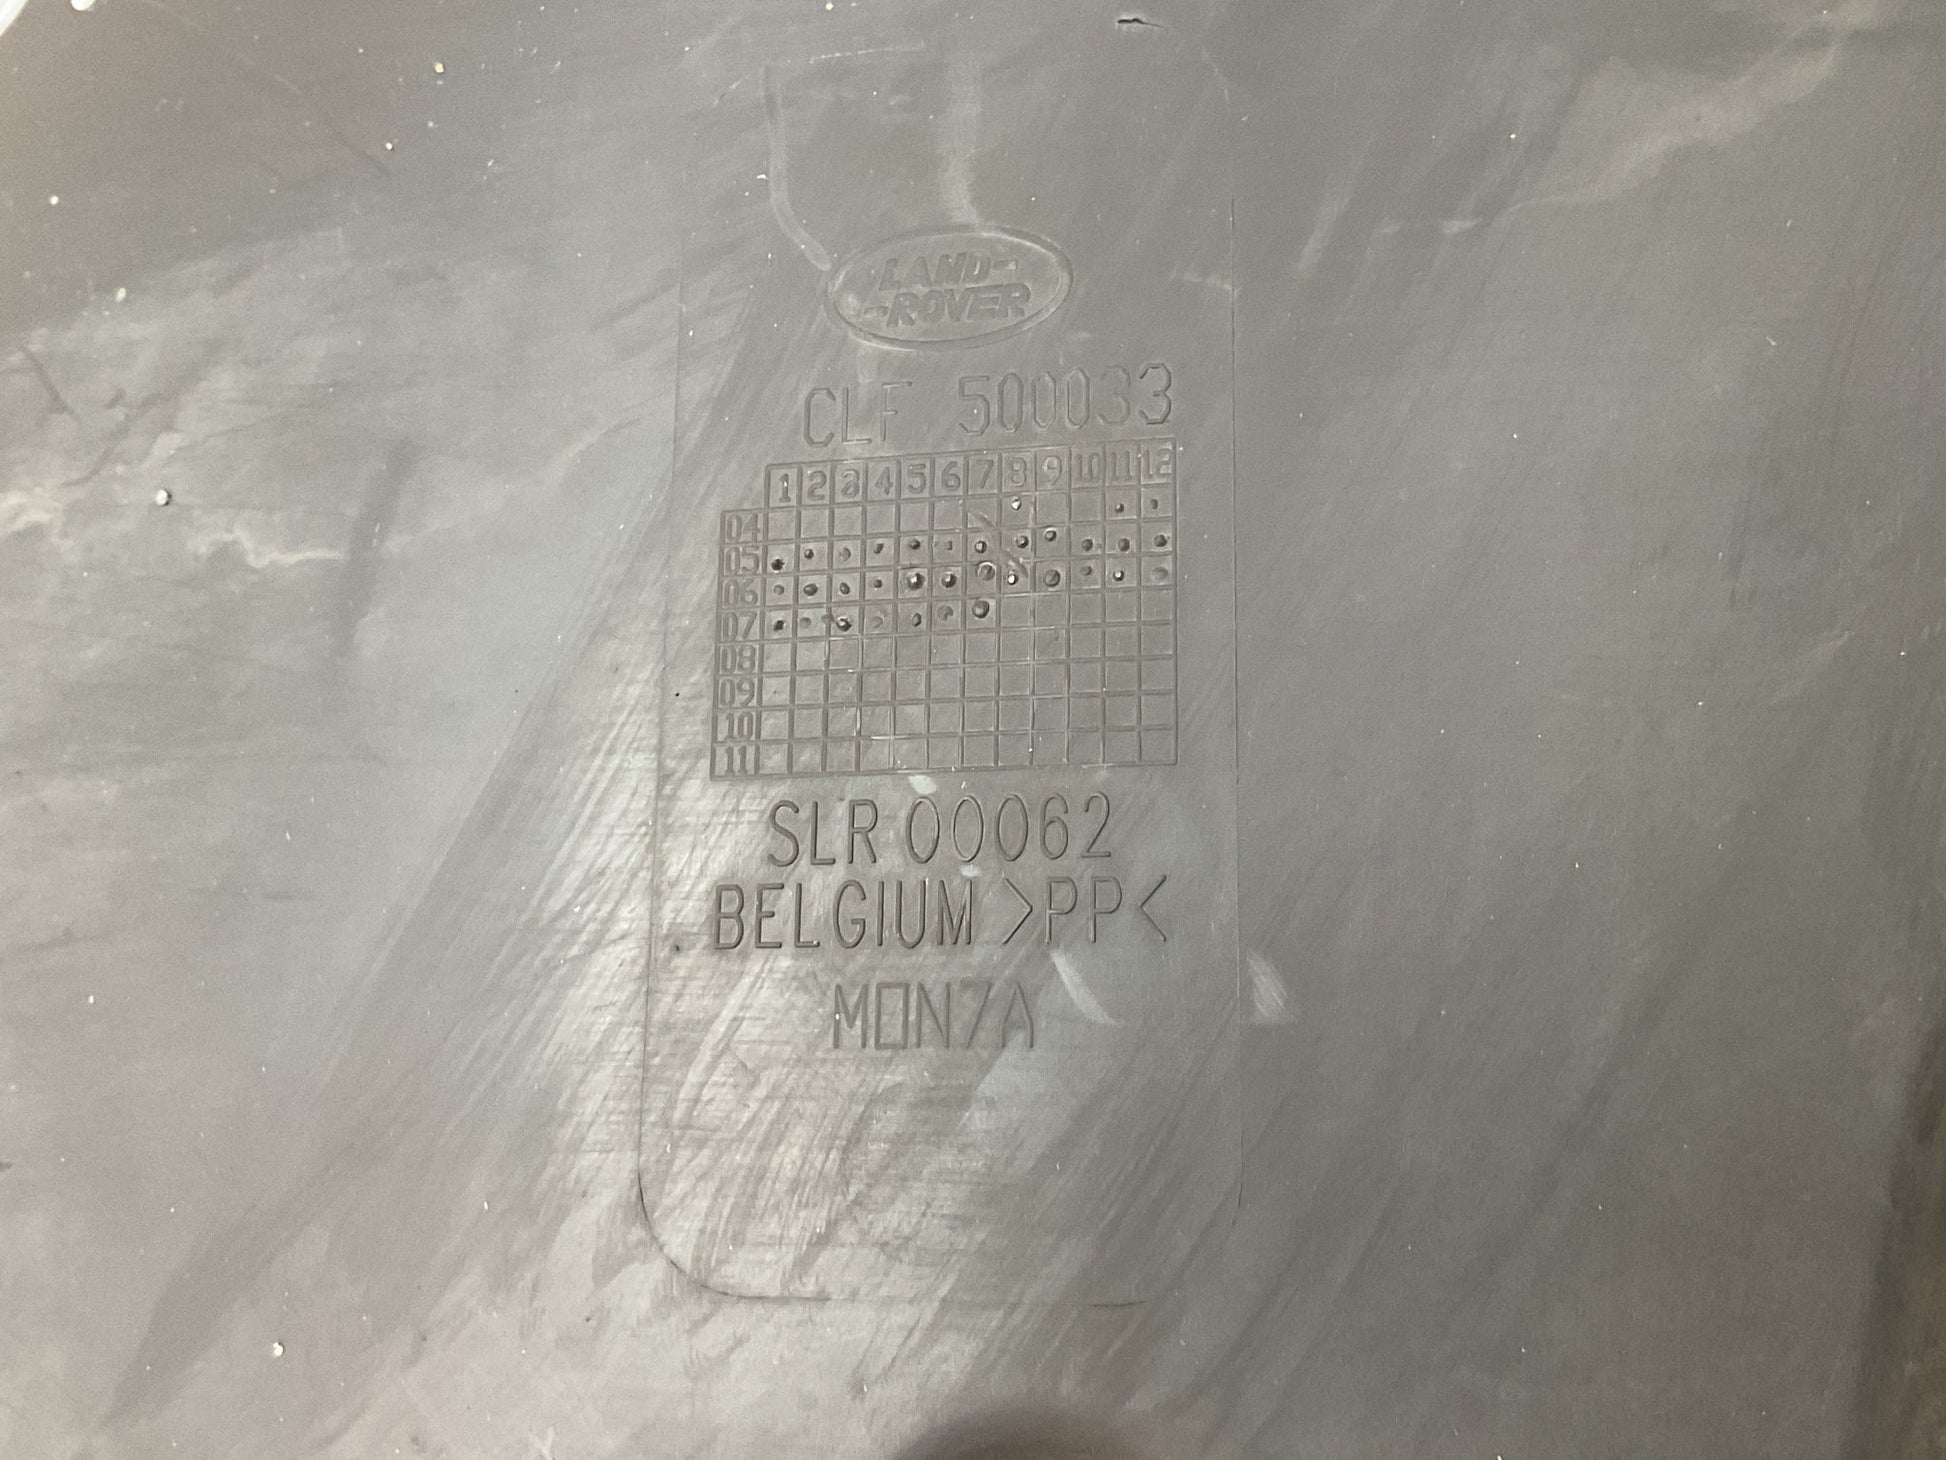 LAND-
-ROVER
CLF 500033
1 2 3 4 5 6 7 8 9 10 11 12
04
05
06
07
08
09
10
11
SLR 00062
BELGIUM >PP<
MON7A